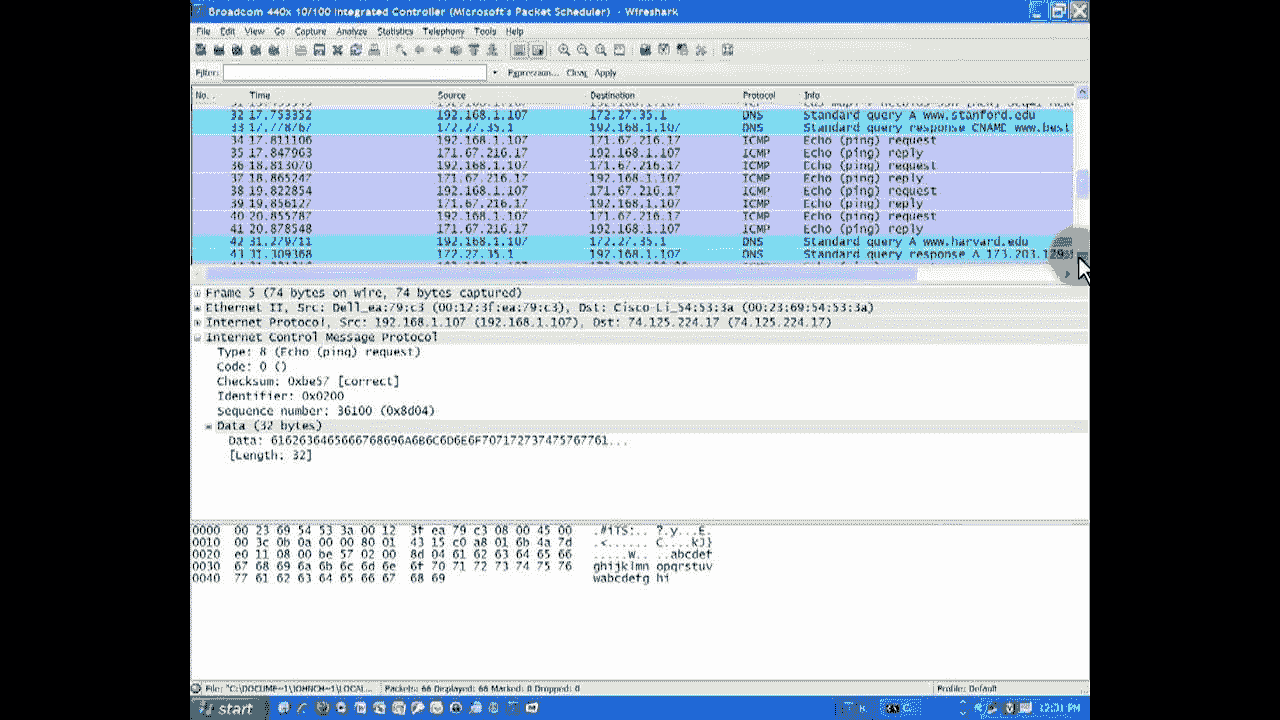 Broadcom 440x 10/100 Integrated Controller (Microsoft's Packet Scheduler) - Wireshark
File Edit View Go Capture Analyze Statistics Telephony Tools Help
Filter: Expression... Clear Apply
No. . Time Source Destination Protocol Info
32 17.753352 192.168.1.107 172.27.35.1 DNS Standard query A www.stanford.edu
33 17.778767 172.27.35.1 192.168.1.107 DNS Standard query response CNAME www.best
34 17.811106 192.168.1.107 171.67.216.17 ICMP Echo (ping) request
35 17.847963 171.67.216.17 192.168.1.107 ICMP Echo (ping) reply
36 18.813070 192.168.1.107 171.67.216.17 ICMP Echo (ping) request
37 18.865247 171.67.216.17 192.168.1.107 ICMP Echo (ping) reply
38 19.822854 192.168.1.107 171.67.216.17 ICMP Echo (ping) request
39 19.856127 171.67.216.17 192.168.1.107 ICMP Echo (ping) reply
40 20.855787 192.168.1.107 171.67.216.17 ICMP Echo (ping) request
41 20.878548 171.67.216.17 192.168.1.107 ICMP Echo (ping) reply
42 31.279711 192.168.1.107 172.27.35.1 DNS Standard query A www.harvard.edu
43 31.309368 172.27.35.1 192.168.1.107 DNS Standard query response A 173.203.129
Frame 5 (74 bytes on wire, 74 bytes captured)
Ethernet II, Src: Dell_ea:79:c3 (00:12:3f:ea:79:c3), Dst: Cisco-Li_54:53:3a (00:23:69:54:53:3a)
Internet Protocol, Src: 192.168.1.107 (192.168.1.107), Dst: 74.125.224.17 (74.125.224.17)
Internet Control Message Protocol
Type: 8 (Echo (ping) request)
Code: 0 ()
Checksum: 0xbe57 [correct]
Identifier: 0x0200
Sequence number: 36100 (0x8d04)
Data (32 bytes)
Data: 6162636465666768696A6B6C6D6E6F707172737475767761...
[Length: 32]
0000 00 23 69 54 53 3a 00 12 3f ea 79 c3 08 00 45 00 .#iTS:.. ?.y...E.
0010 00 3c 0b 0a 00 00 80 01 43 15 c0 a8 01 6b 4a 7d .<...... C....kJ}
0020 e0 11 08 00 be 57 02 00 8d 04 61 62 63 64 65 66 .....W.. ..abcdef
0030 67 68 69 6a 6b 6c 6d 6e 6f 70 71 72 73 74 75 76 ghijklmn opqrstuv
0040 77 61 62 63 64 65 66 67 68 69 wabcdefg hi
File: "C:\DOCUME~1\JOHNCH~1\LOCAL... Packets: 66 Displayed: 66 Marked: 0 Dropped: 0 Profile: Default
start 12:31 PM